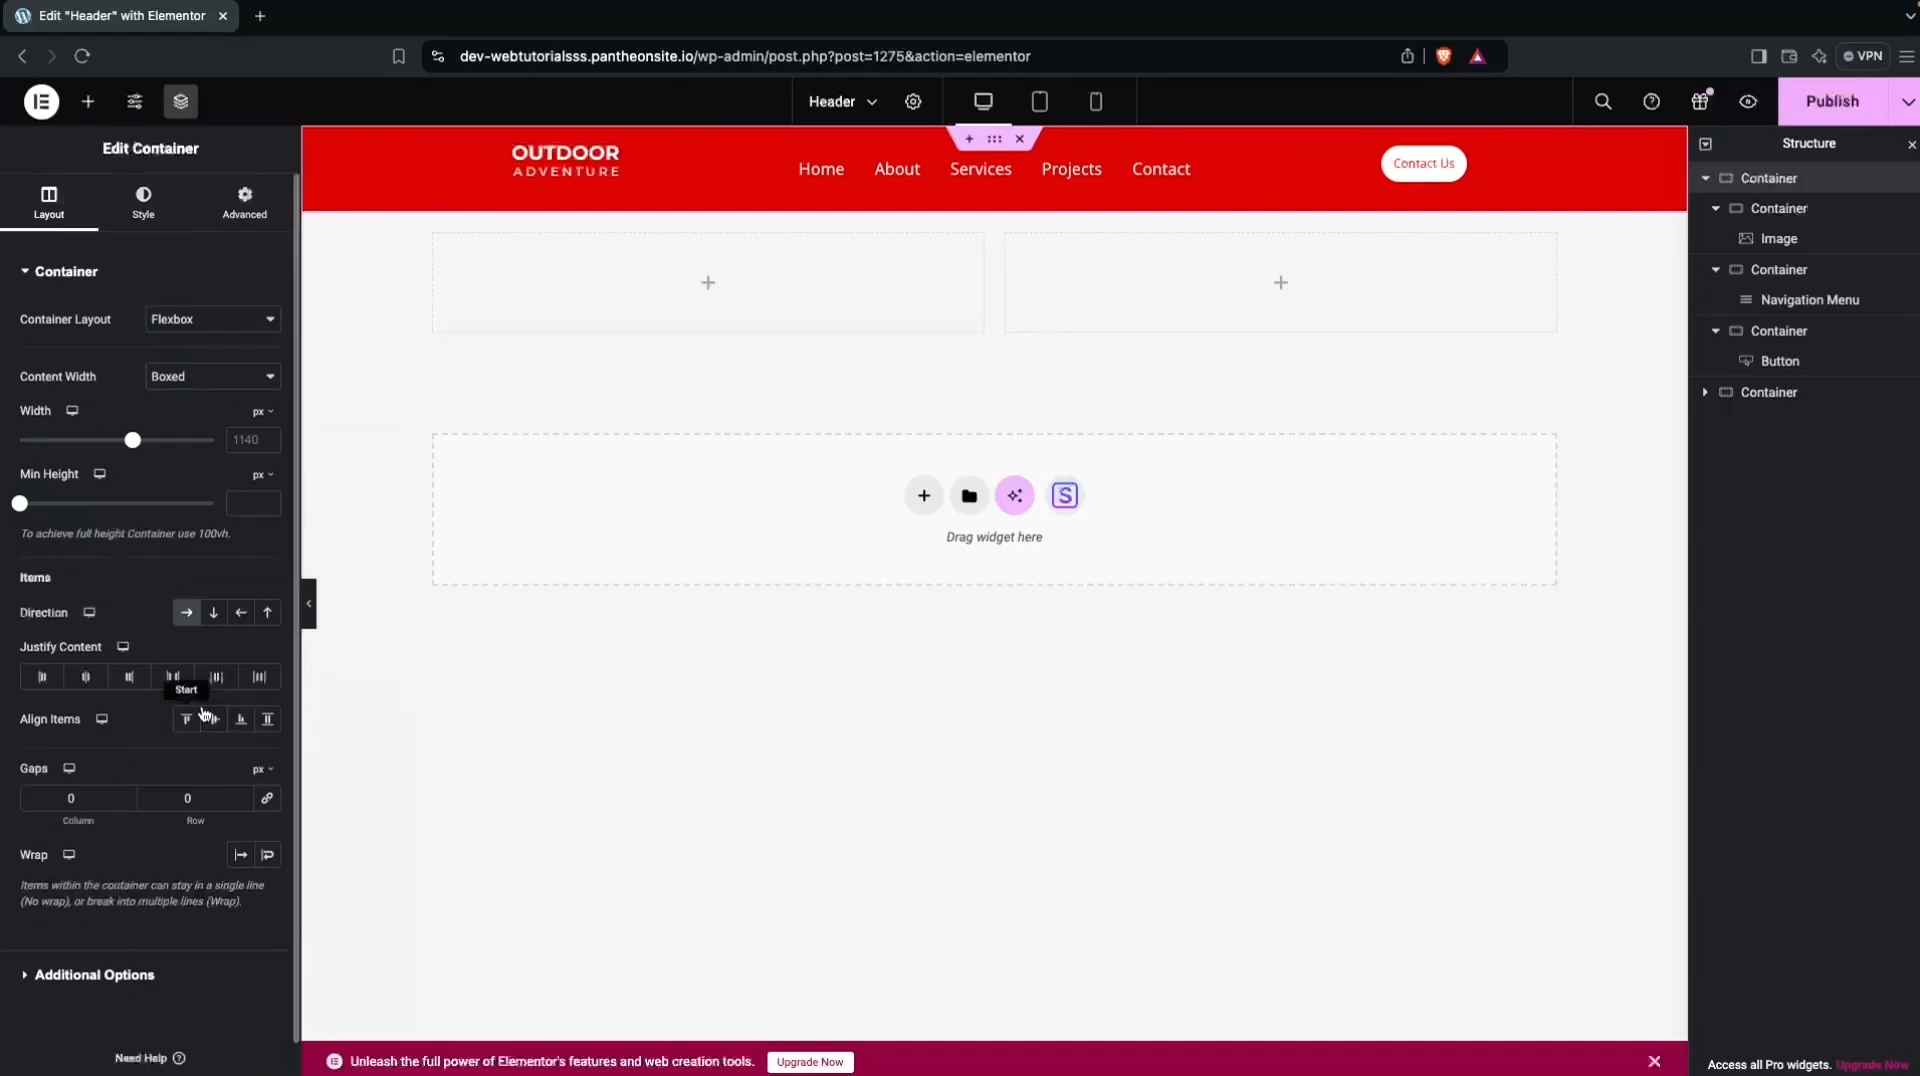 Edit "Header" with Elementor
dev-webtutorialsss.pantheonsite.io/wp-admin/post.php?post=1275&action=elementor
VPN
Header
Publish
Edit Container
Layout
Style
Advanced
Container
Container Layout
Flexbox
Content Width
Boxed
Width
px
1140
Min Height
px
To achieve full height Container use 100vh.
Items
Direction
Justify Content
Start
Align Items
Gaps
px
0
0
Column
Row
Wrap
Items within the container can stay in a single line
(No wrap), or break into multiple lines (Wrap).
Additional Options
Need Help
OUTDOOR
ADVENTURE
Home
About
Services
Projects
Contact
Contact Us
Drag widget here
Unleash the full power of Elementor's features and web creation tools.
Upgrade Now
Structure
Container
Container
Image
Container
Navigation Menu
Container
Button
Container
Access all Pro widgets. Upgrade Now